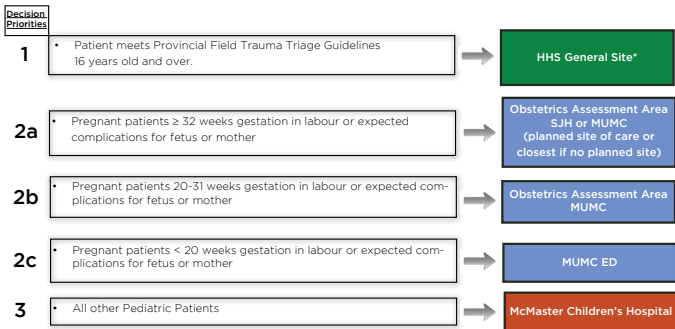 Decision
Priorities
1
• Patient meets Provincial Field Trauma Triage Guidelines
16 years old and over.
HHS General Site*
2a
• Pregnant patients ≥ 32 weeks gestation in labour or expected
complications for fetus or mother
Obstetrics Assessment Area
SJH or MUMC
(planned site of care or
closest if no planned site)
2b
• Pregnant patients 20-31 weeks gestation in labour or expected com-
plications for fetus or mother
Obstetrics Assessment Area
MUMC
2c
• Pregnant patients < 20 weeks gestation in labour or expected com-
plications for fetus or mother
MUMC ED
3
• All other Pediatric Patients
McMaster Children's Hospital